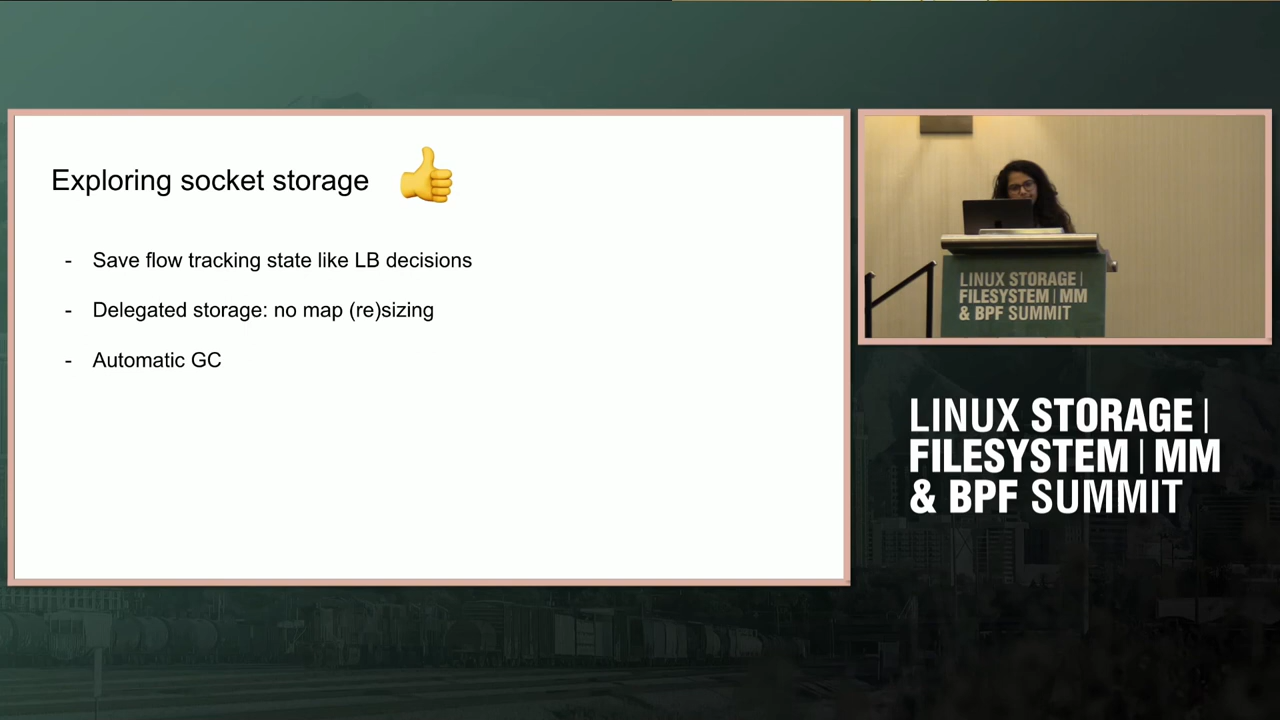 Exploring socket storage 👍
- Save flow tracking state like LB decisions
- Delegated storage: no map (re)sizing
- Automatic GC
LINUX STORAGE |
FILESYSTEM | MM
& BPF SUMMIT
LINUX STORAGE |
FILESYSTEM | MM
& BPF SUMMIT